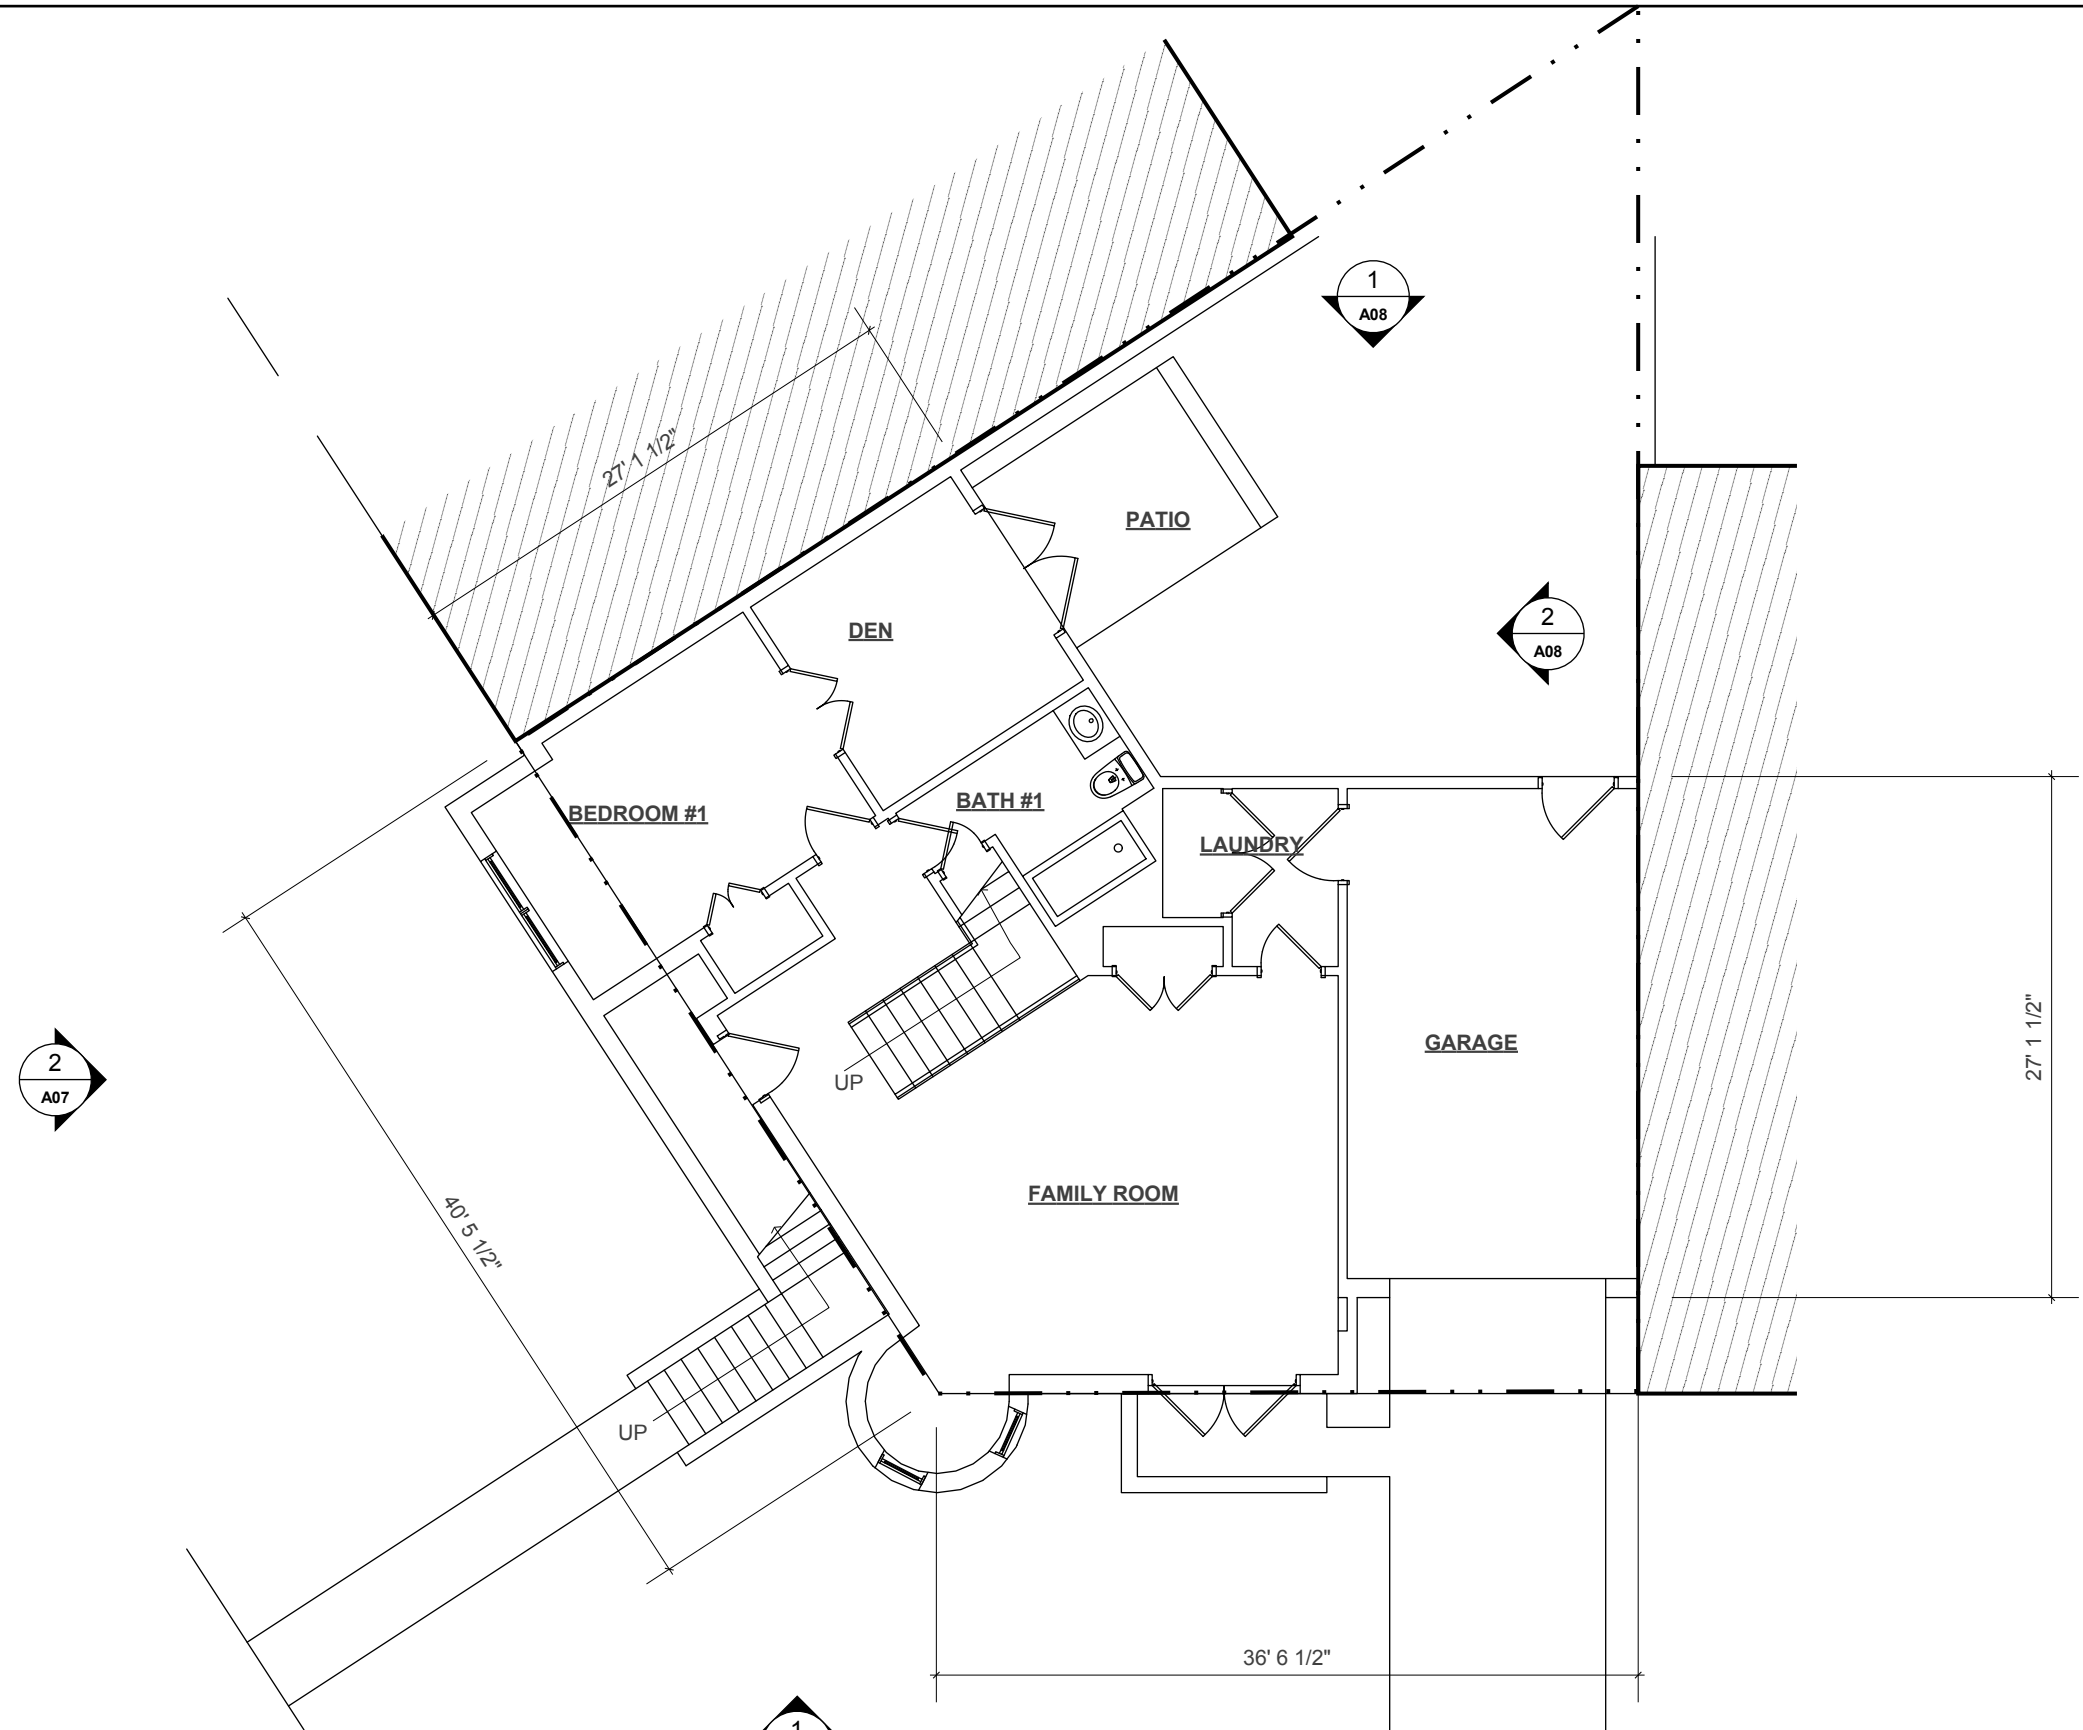 1
A08
27' 1 1/2"
PATIO
2
A08
DEN
BATH #1
BEDROOM #1
LAUNDRY
GARAGE
27' 1 1/2"
2
A07
UP
FAMILY ROOM
40' 5 1/2"
UP
36' 6 1/2"
1